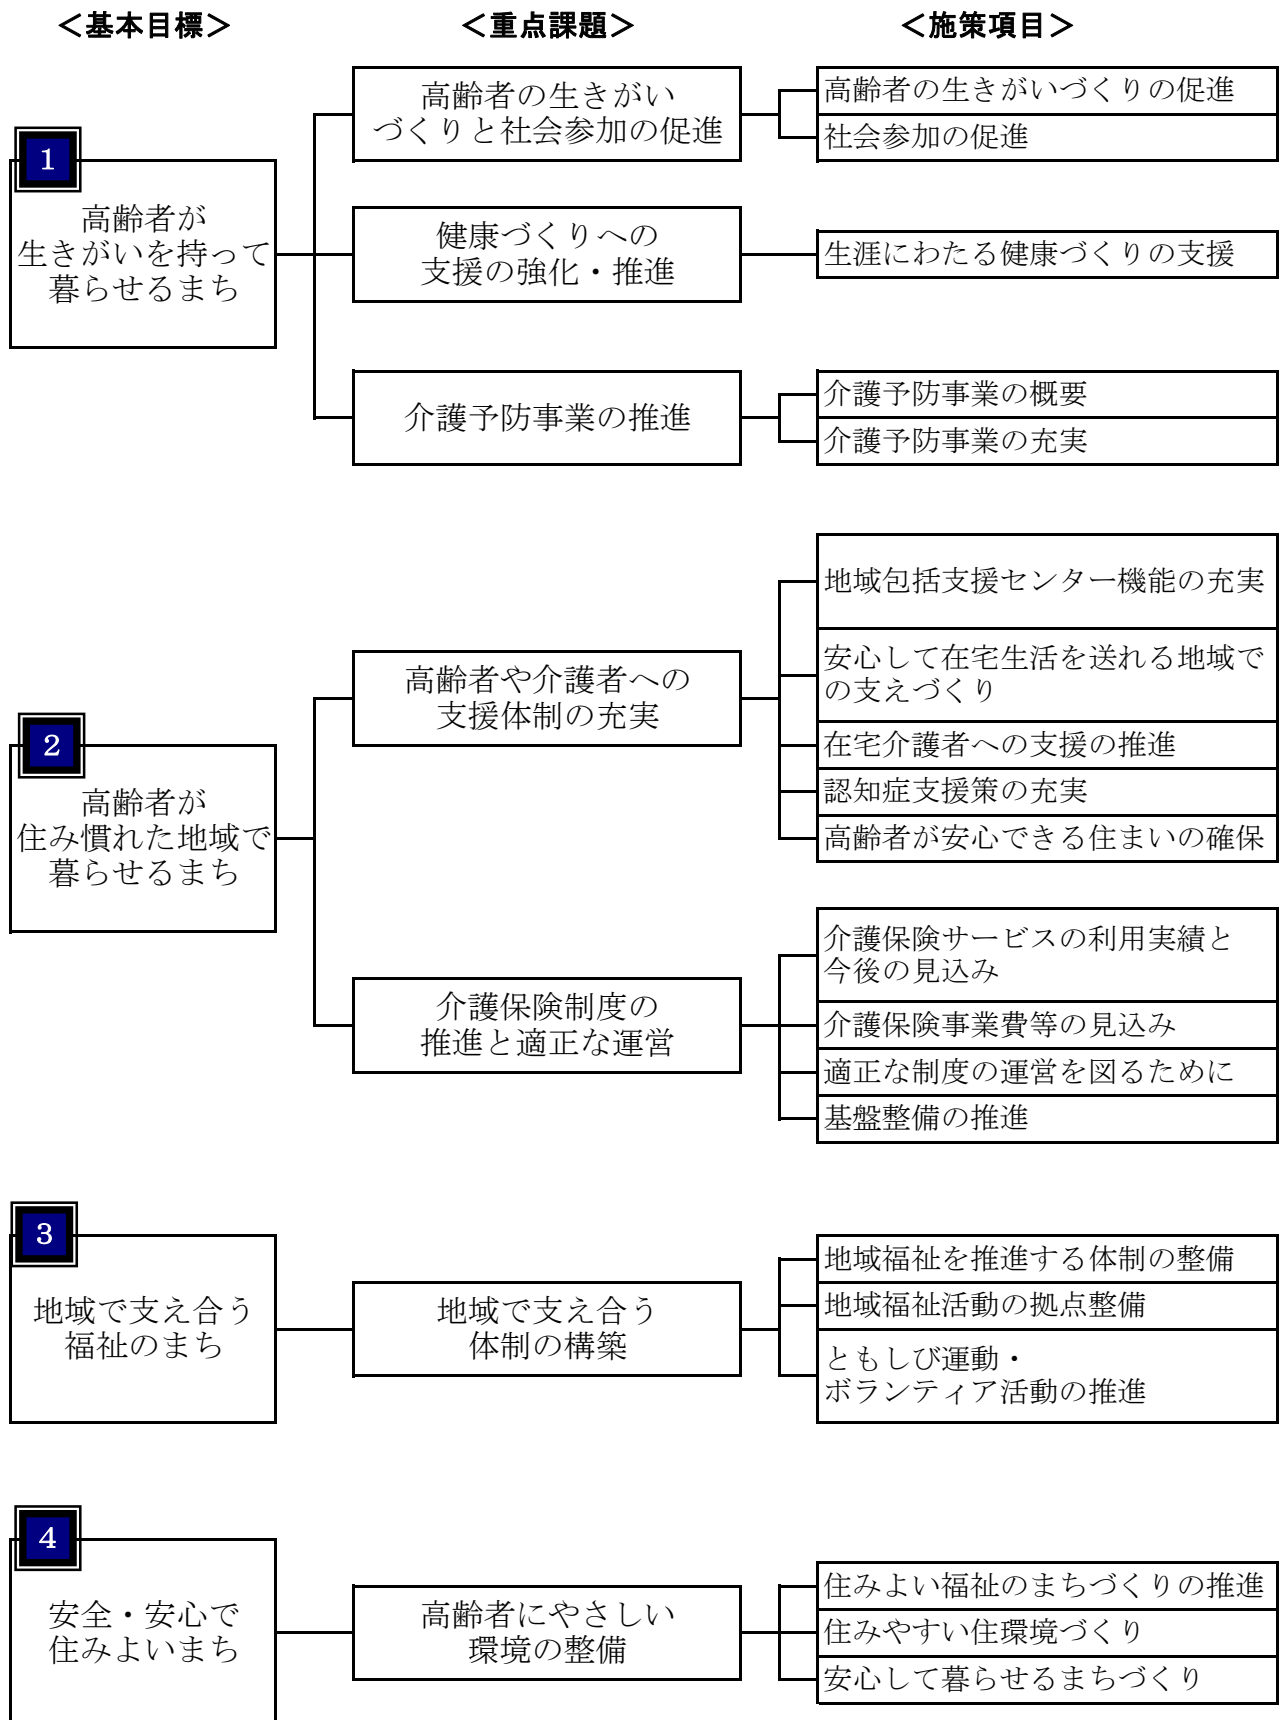 ＜基本目標＞ ＜重点課題＞ ＜施策項目＞
1
高齢者が
生きがいを持って
暮らせるまち
高齢者の生きがい
づくりと社会参加の促進
高齢者の生きがいづくりの促進
社会参加の促進
健康づくりへの
支援の強化・推進
生涯にわたる健康づくりの支援
介護予防事業の推進
介護予防事業の概要
介護予防事業の充実
2
高齢者が
住み慣れた地域で
暮らせるまち
高齢者や介護者への
支援体制の充実
地域包括支援センター機能の充実
安心して在宅生活を送れる地域で
の支えづくり
在宅介護者への支援の推進
認知症支援策の充実
高齢者が安心できる住まいの確保
介護保険制度の
推進と適正な運営
介護保険サービスの利用実績と
今後の見込み
介護保険事業費等の見込み
適正な制度の運営を図るために
基盤整備の推進
3
地域で支え合う
福祉のまち
地域で支え合う
体制の構築
地域福祉を推進する体制の整備
地域福祉活動の拠点整備
ともしび運動・
ボランティア活動の推進
4
安全・安心で
住みよいまち
高齢者にやさしい
環境の整備
住みよい福祉のまちづくりの推進
住みやすい住環境づくり
安心して暮らせるまちづくり